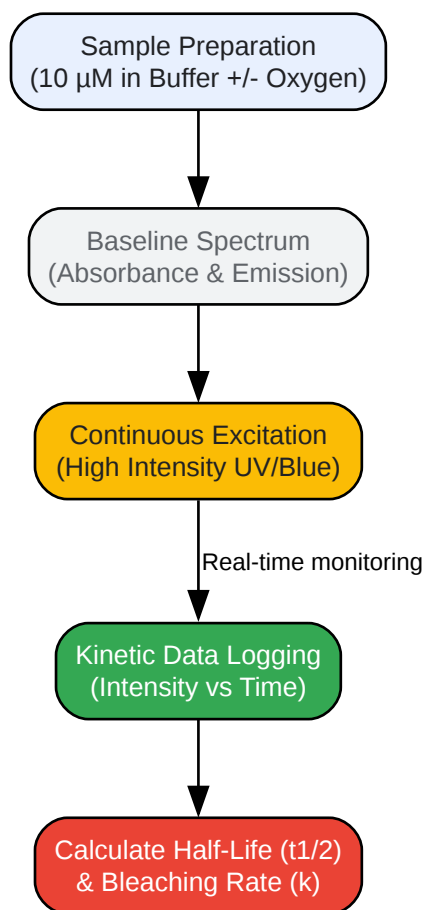 Sample Preparation
(10 µM in Buffer +/- Oxygen)
Baseline Spectrum
(Absorbance & Emission)
Continuous Excitation
(High Intensity UV/Blue)
Real-time monitoring
Kinetic Data Logging
(Intensity vs Time)
Calculate Half-Life (t1/2)
& Bleaching Rate (k)